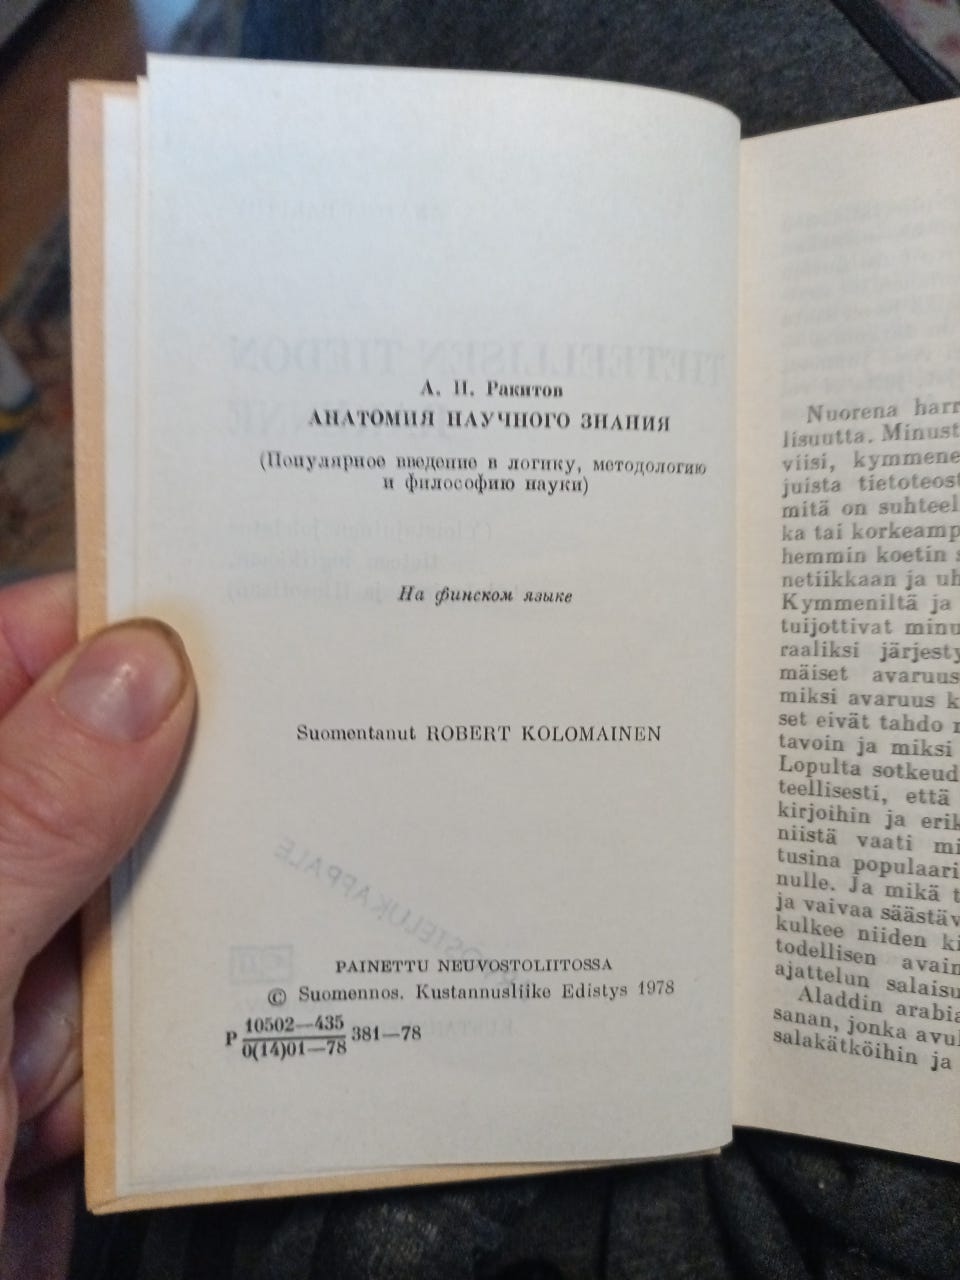 А. И. Ракитов
АНАТОМИЯ НАУЧНОГО ЗНАНИЯ
(Популярное введение в логику, методологию
и философию науки)
На финском языке
Suomentanut ROBERT KOLOMAINEN
PAINETTU NEUVOSTOLIITOSSA
© Suomennos. Kustannusliike Edistys 1978
Р 10502—435
0(14)01—78 381—78
Nuorena harr
lisuutta. Minust
viisi, kymmene
juista tietoteost
mitä on suhteel
ka tai korkeamp
hemmin koetin s
netiikkaan ja uh
Kymmeniltä ja
tuijottivat minu
raaliksi järjesty
mäiset avaruus
miksi avaruus k
set eivät tahdo
tavoin ja miksi
Lopulta sotkeud
teellisesti, että
kirjoihin ja erik
niistä vaati mi
tusina populaari
nulle. Ja mikä t
ja vaivaa säästäv
kulkee niiden ki
todellisen avain
ajattelun salaisu
Aladdin arabia
sanan, jonka avul
salakätköihin ja